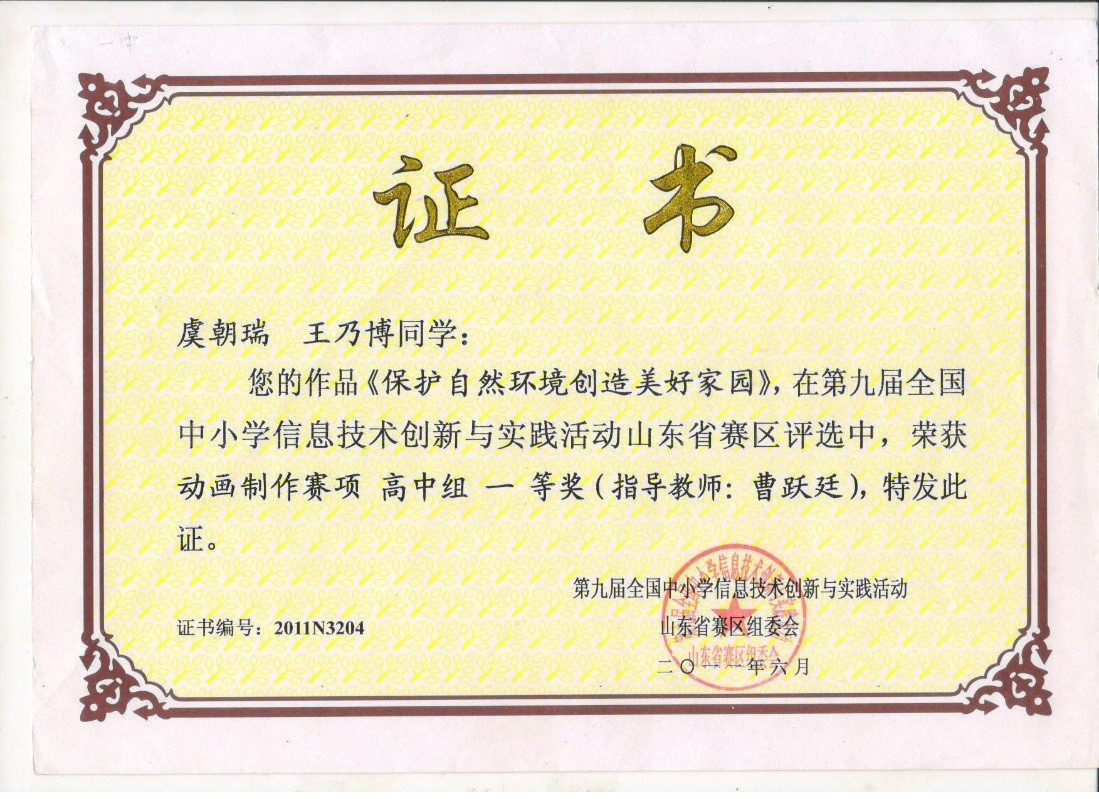 证 书
虞朝瑞 王乃博同学：
您的作品《保护自然环境创造美好家园》，在第九届全国
中小学信息技术创新与实践活动山东省赛区评选中，荣获
动画制作赛项 高中组 一 等奖（指导教师：曹跃廷），特发此
证。
第九届全国中小学信息技术创新与实践活动
证书编号：2011N3204
山东省赛区组委会
二〇一一年六月
山东省赛区组委会